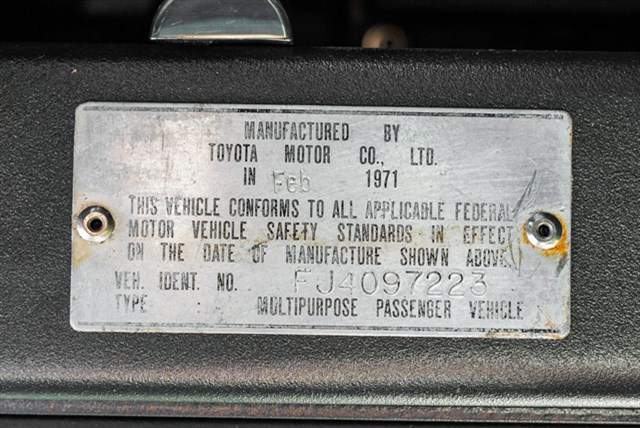 MANUFACTURED BY
TOYOTA MOTOR CO., LTD.
IN Feb 1971
THIS VEHICLE CONFORMS TO ALL APPLICABLE FEDERAL
MOTOR VEHICLE SAFETY STANDARDS IN EFFECT
ON THE DATE OF MANUFACTURE SHOWN ABOVE.
VEH. IDENT. NO. FJ4097223
TYPE : MULTIPURPOSE PASSENGER VEHICLE